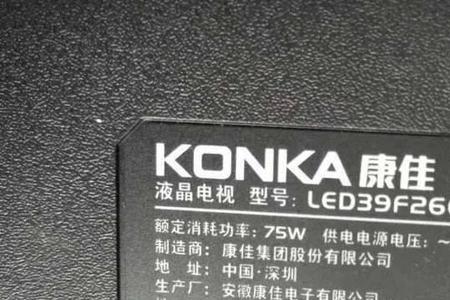 KONKA 康佳
液晶电视 型号: LED39F260
额定消耗功率: 75W 供电电源电压: ~
制造商: 康佳集团股份有限公司
地 址: 中国·深圳
生产厂: 安徽康佳电子有限公司